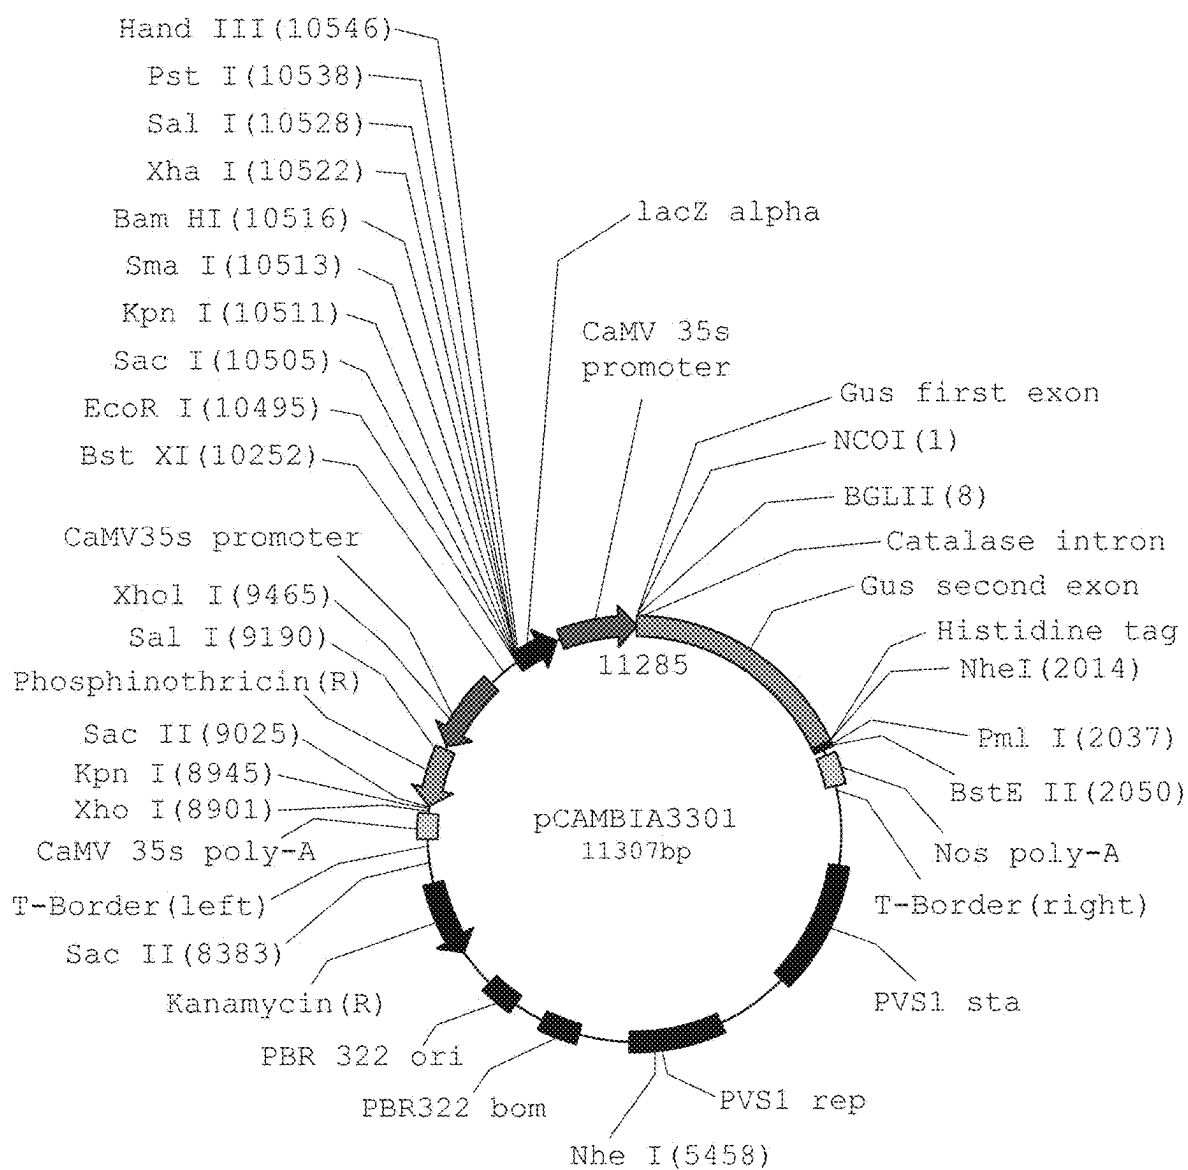 Hand III(10546)
Pst I(10538)
Sal I(10528)
Xha I(10522)
Bam HI(10516)
Sma I(10513)
Kpn I(10511)
Sac I(10505)
EcoR I(10495)
Bst XI(10252)
CaMV35s promoter
Xhol I(9465)
Sal I(9190)
Phosphinothricin(R)
Sac II(9025)
Kpn I(8945)
Xho I(8901)
CaMV 35s poly-A
T-Border(left)
Sac II(8383)
Kanamycin(R)
PBR 322 ori
PBR322 bom
Nhe I(5458)
PVS1 rep
PVS1 sta
T-Border(right)
Nos poly-A
BstE II(2050)
Pml I(2037)
NheI(2014)
Histidine tag
Gus second exon
Catalase intron
BGLII(8)
NCOI(1)
Gus first exon
CaMV 35s
promoter
lacZ alpha
11285
pCAMBIA3301
11307bp